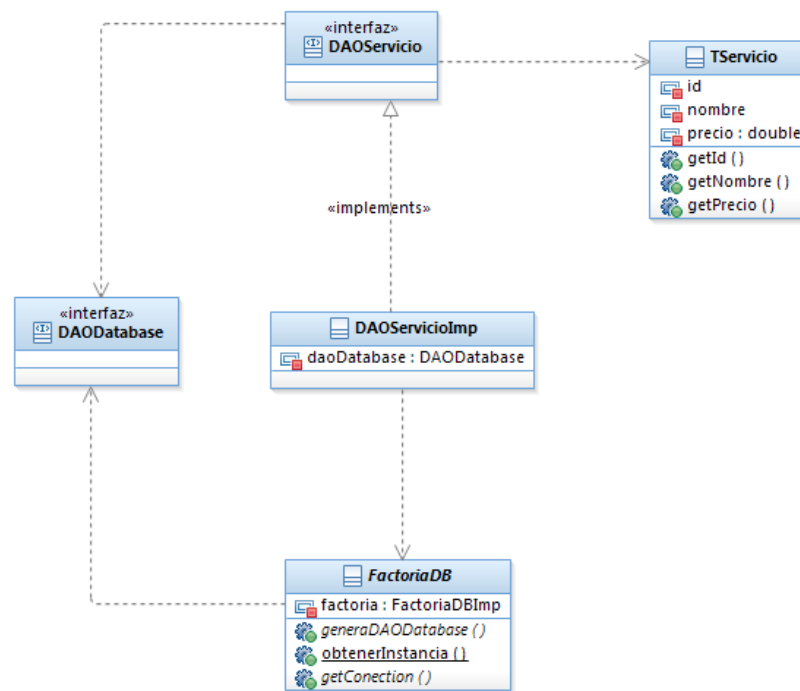 «interfaz»
DAOServicio
TServicio
id
nombre
precio : double
getId ( )
getNombre ( )
getPrecio ( )
«implements»
«interfaz»
DAODatabase
DAOServicioImp
daoDatabase : DAODatabase
FactoriaDB
factoria : FactoriaDBImp
generaDAODatabase ( )
obtenerInstancia ( )
getConection ( )